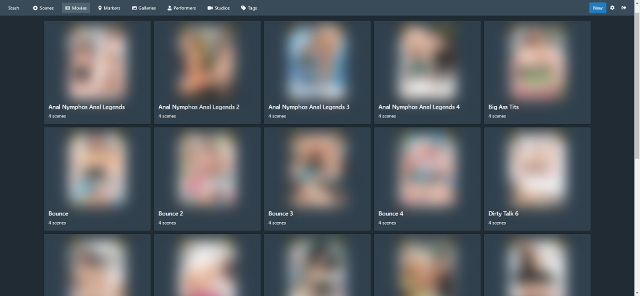 Stash Scenes Movies Markers Galleries Performers Studios Tags New
Anal Nymphos Anal Legends
4 scenes
Anal Nymphos Anal Legends 2
4 scenes
Anal Nymphos Anal Legends 3
4 scenes
Anal Nymphos Anal Legends 4
4 scenes
Big Ass Tits
4 scenes
Bounce
4 scenes
Bounce 2
4 scenes
Bounce 3
4 scenes
Bounce 4
4 scenes
Dirty Talk 6
4 scenes